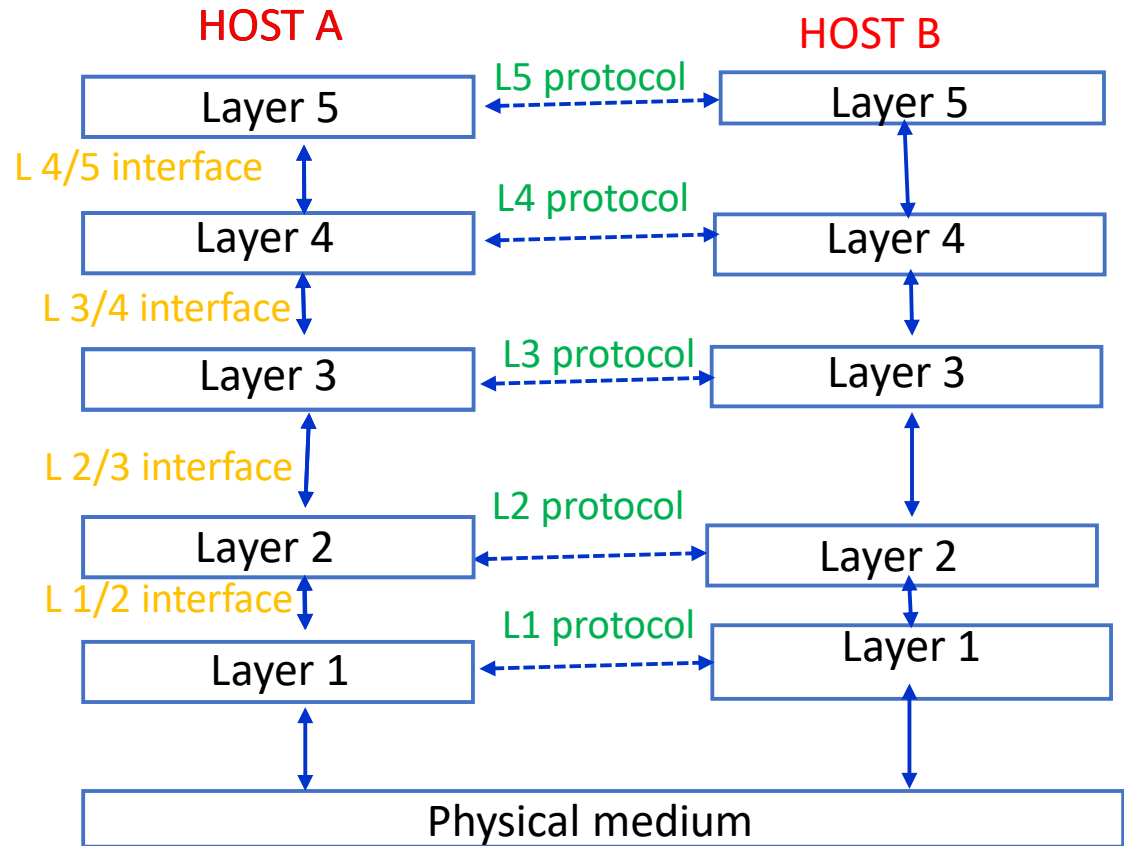 HOST A
HOST B
L5 protocol
Layer 5
Layer 5
L 4/5 interface
L4 protocol
Layer 4
Layer 4
L 3/4 interface
L3 protocol
Layer 3
Layer 3
L 2/3 interface
L2 protocol
Layer 2
Layer 2
L 1/2 interface
L1 protocol
Layer 1
Layer 1
Physical medium